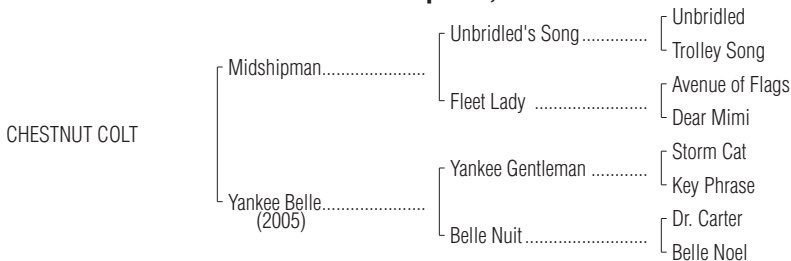 Unbridled
Unbridled's Song ..............
Trolley Song
Midshipman......................
Avenue of Flags
Fleet Lady ........................
Dear Mimi
CHESTNUT COLT
Storm Cat
Yankee Gentleman ............
Key Phrase
Yankee Belle......................
(2005)
Dr. Carter
Belle Nuit..........................
Belle Noel